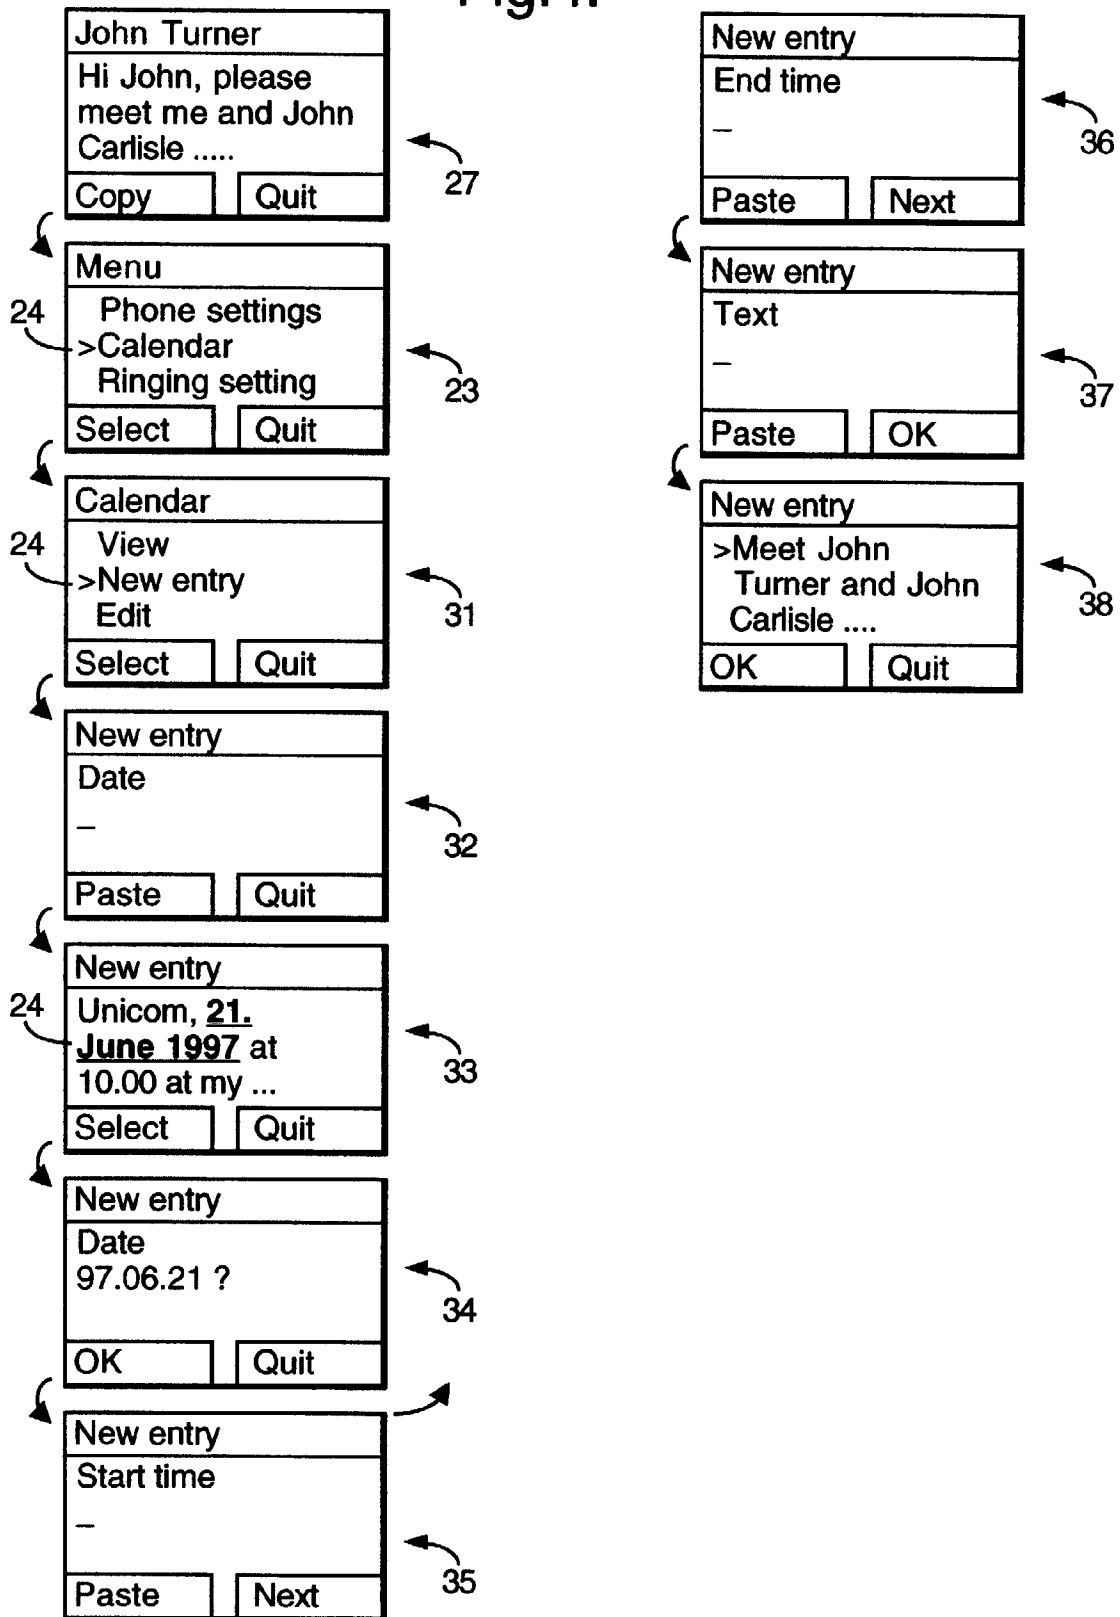 John Turner
Hi John, please
meet me and John
Carlisle .....
Copy Quit
27
Menu
Phone settings
24
>Calendar
Ringing setting
23
Select Quit
Calendar
View
24
>New entry
Edit
31
Select Quit
New entry
Date
_
32
Paste Quit
New entry
24
Unicom, 21.
June 1997 at
10.00 at my ...
33
Select Quit
New entry
Date
97.06.21 ?
34
OK Quit
New entry
Start time
_
35
Paste Next
New entry
End time
_
36
Paste Next
New entry
Text
_
37
Paste OK
New entry
>Meet John
Turner and John
Carlisle ....
38
OK Quit